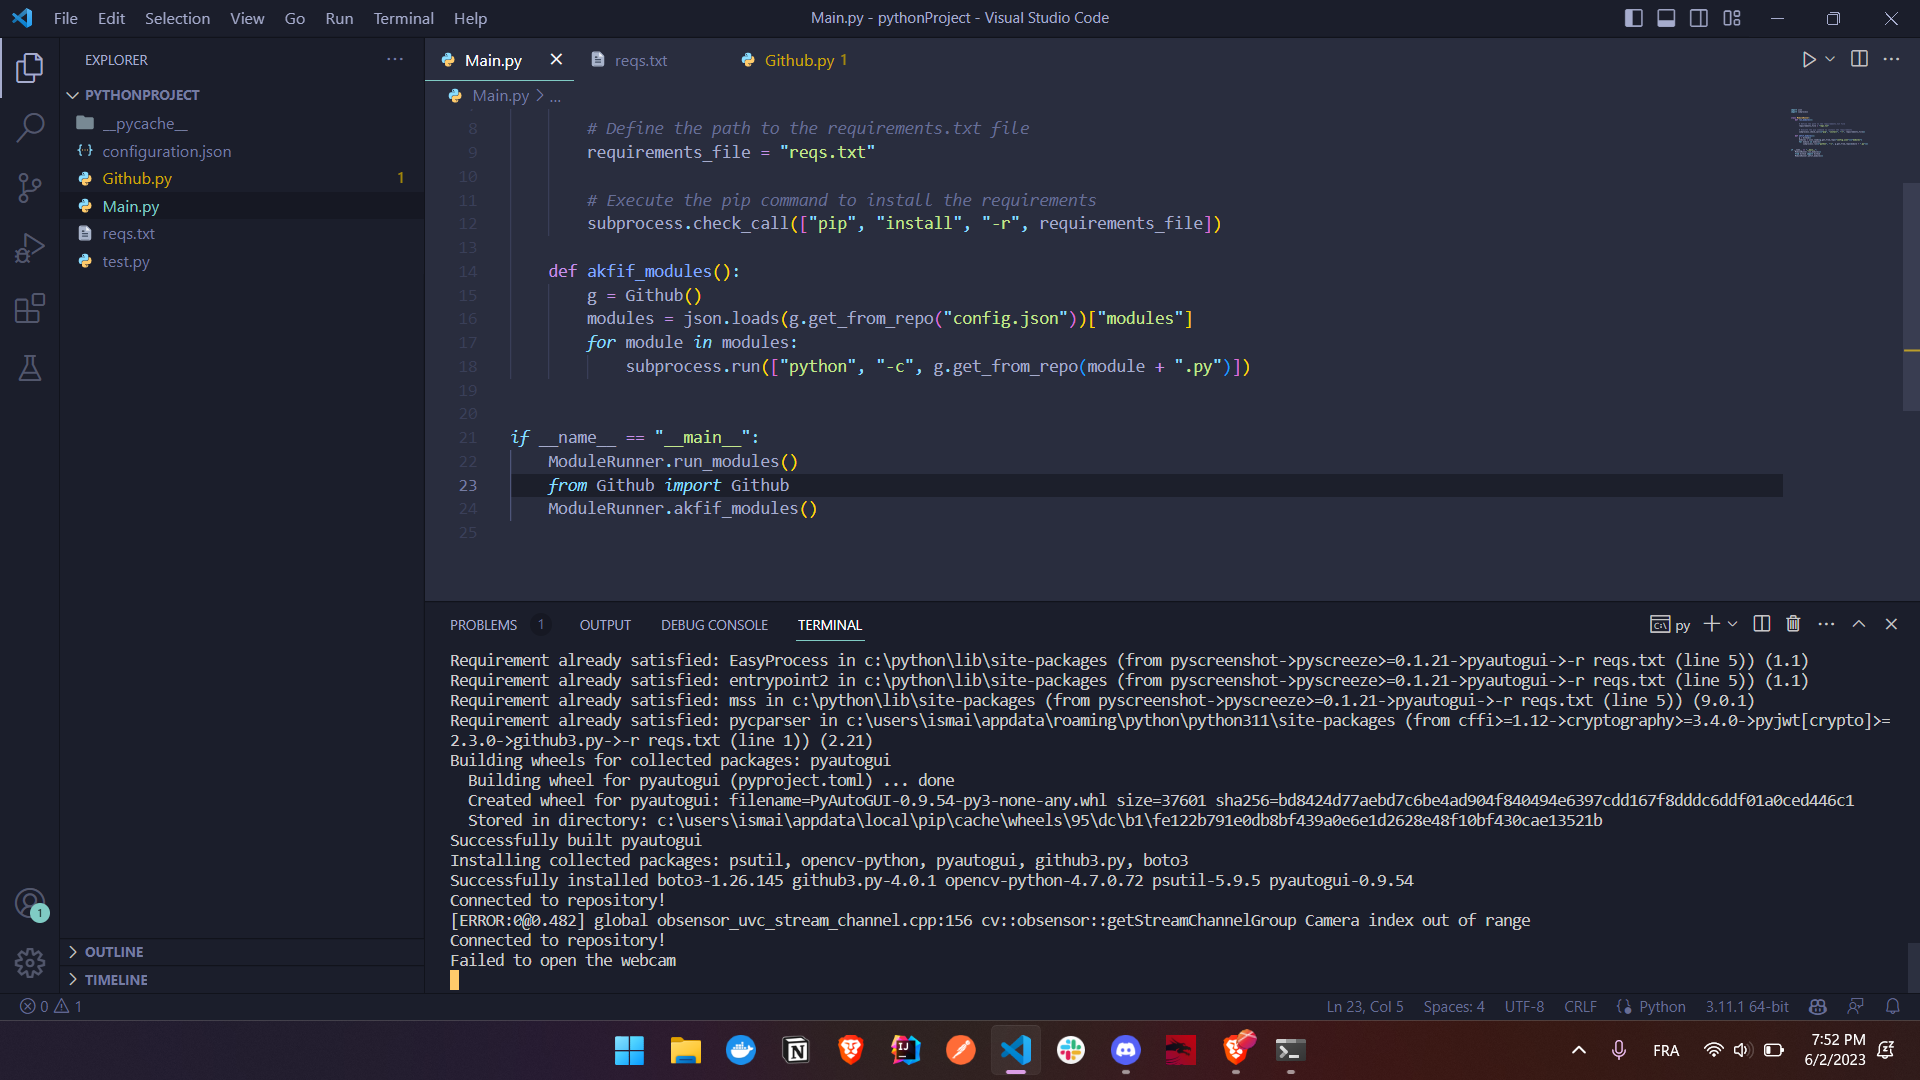 File Edit Selection View Go Run Terminal Help
Main.py - pythonProject - Visual Studio Code
EXPLORER
PYTHONPROJECT
__pycache__
configuration.json
Github.py 1
Main.py
reqs.txt
test.py
OUTLINE
TIMELINE
Main.py reqs.txt Github.py 1
Main.py > ...
8 # Define the path to the requirements.txt file
9 requirements_file = "reqs.txt"
10
11 # Execute the pip command to install the requirements
12 subprocess.check_call(["pip", "install", "-r", requirements_file])
13
14 def akfif_modules():
15 g = Github()
16 modules = json.loads(g.get_from_repo("config.json"))["modules"]
17 for module in modules:
18 subprocess.run(["python", "-c", g.get_from_repo(module + ".py")])
19
20
21 if __name__ == "__main__":
22 ModuleRunner.run_modules()
23 from Github import Github
24 ModuleRunner.akfif_modules()
25
PROBLEMS 1 OUTPUT DEBUG CONSOLE TERMINAL
py
Requirement already satisfied: EasyProcess in c:\python\lib\site-packages (from pyscreenshot->pyscreeze>=0.1.21->pyautogui->-r reqs.txt (line 5)) (1.1)
Requirement already satisfied: entrypoint2 in c:\python\lib\site-packages (from pyscreenshot->pyscreeze>=0.1.21->pyautogui->-r reqs.txt (line 5)) (1.1)
Requirement already satisfied: mss in c:\python\lib\site-packages (from pyscreenshot->pyscreeze>=0.1.21->pyautogui->-r reqs.txt (line 5)) (9.0.1)
Requirement already satisfied: pycparser in c:\users\ismai\appdata\roaming\python\python311\site-packages (from cffi>=1.12->cryptography>=3.4.0->pyjwt[crypto]>=
2.3.0->github3.py->-r reqs.txt (line 1)) (2.21)
Building wheels for collected packages: pyautogui
Building wheel for pyautogui (pyproject.toml) ... done
Created wheel for pyautogui: filename=PyAutoGUI-0.9.54-py3-none-any.whl size=37601 sha256=bd8424d77aebd7c6be4ad904f840494e6397cdd167f8dddc6ddf01a0ced446c1
Stored in directory: c:\users\ismai\appdata\local\pip\cache\wheels\95\dc\b1\fe122b791e0db8bf439a0e6e1d2628e48f10bf430cae13521b
Successfully built pyautogui
Installing collected packages: psutil, opencv-python, pyautogui, github3.py, boto3
Successfully installed boto3-1.26.145 github3.py-4.0.1 opencv-python-4.7.0.72 psutil-5.9.5 pyautogui-0.9.54
Connected to repository!
[ERROR:0@0.482] global obsensor_uvc_stream_channel.cpp:156 cv::obsensor::getStreamChannelGroup Camera index out of range
Connected to repository!
Failed to open the webcam
1
0 1
Ln 23, Col 5 Spaces: 4 UTF-8 CRLF Python 3.11.1 64-bit
FRA
7:52 PM
6/2/2023